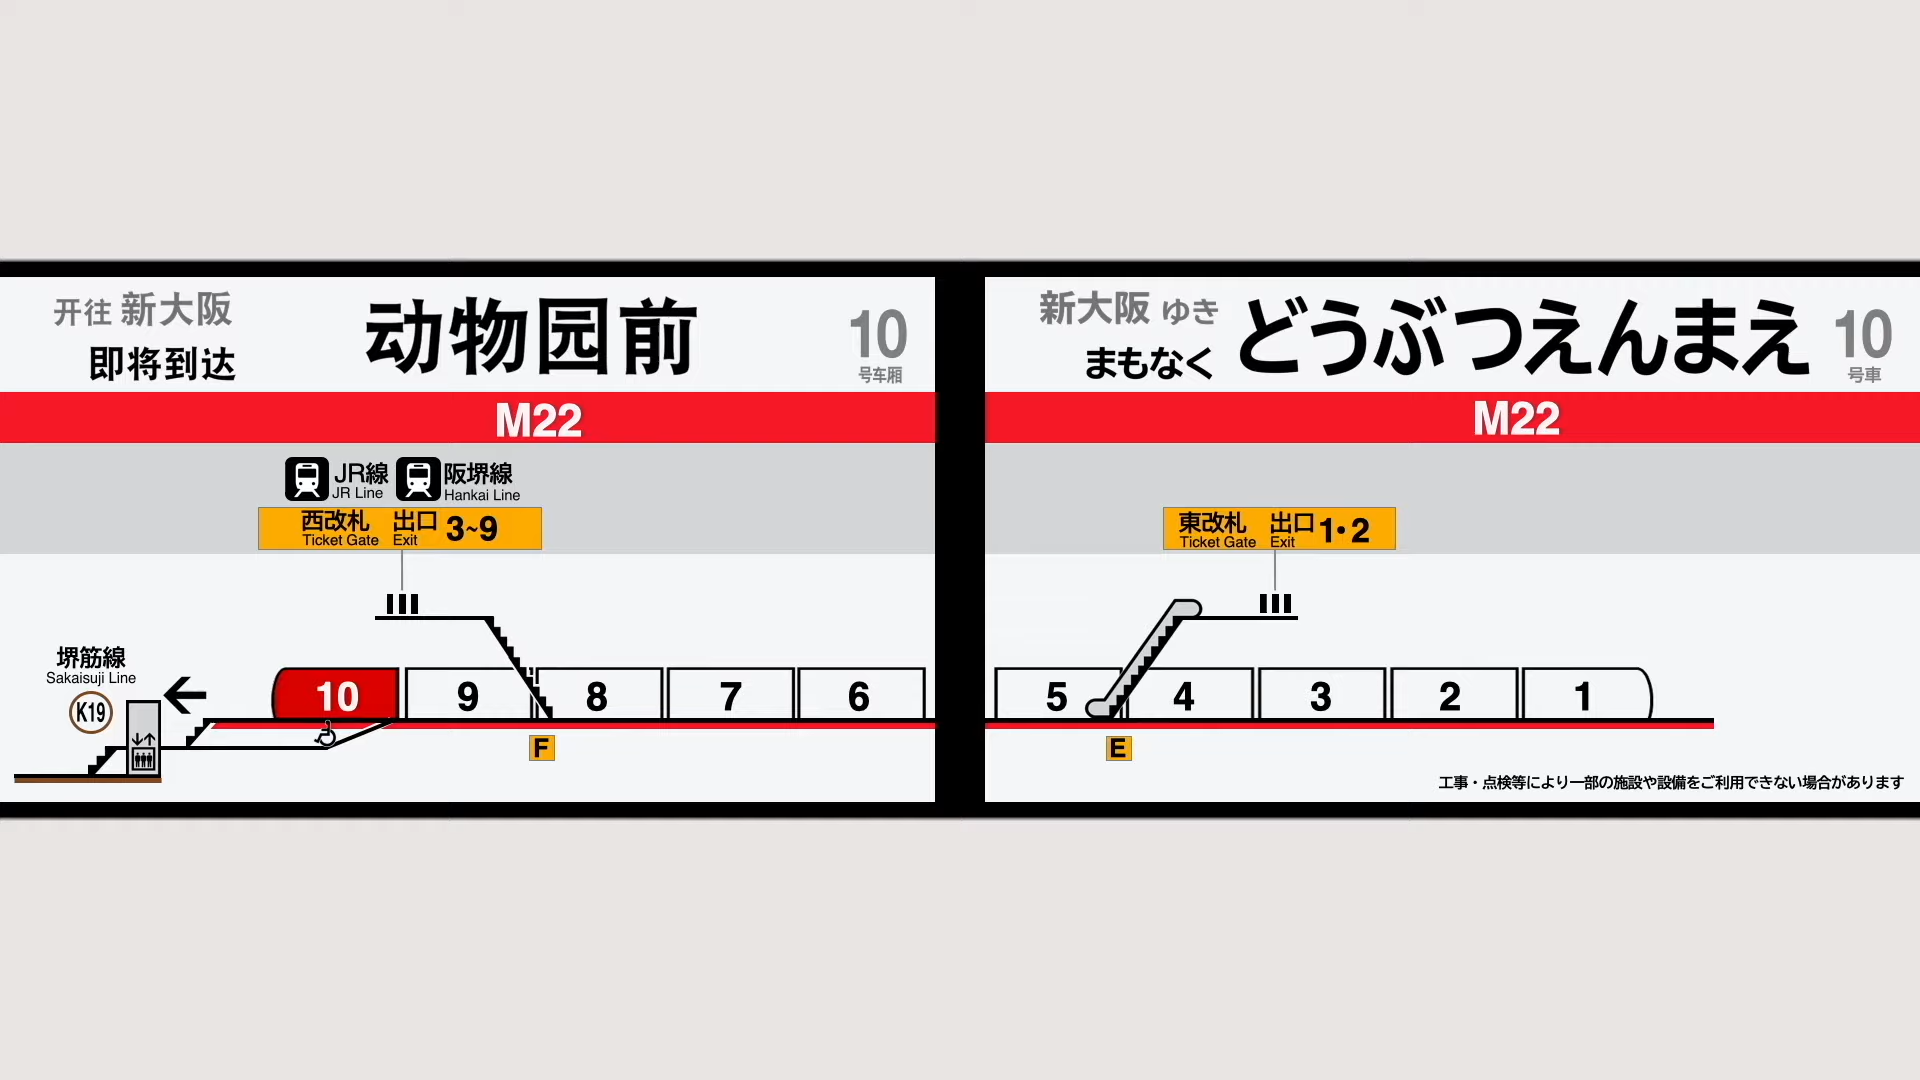 开往 新大阪
即将到达
动物园前
10
号车厢
M22
JR線
JR Line
阪堺線
Hankai Line
西改札 出口 3~9
Ticket Gate Exit
堺筋線
Sakaisuji Line
K19
10 9 8 7 6
F
新大阪 ゆき
まもなく
どうぶつえんまえ
10
号車
M22
東改札 出口 1・2
Ticket Gate Exit
5 4 3 2 1
E
工事・点検等により一部の施設や設備をご利用できない場合があります